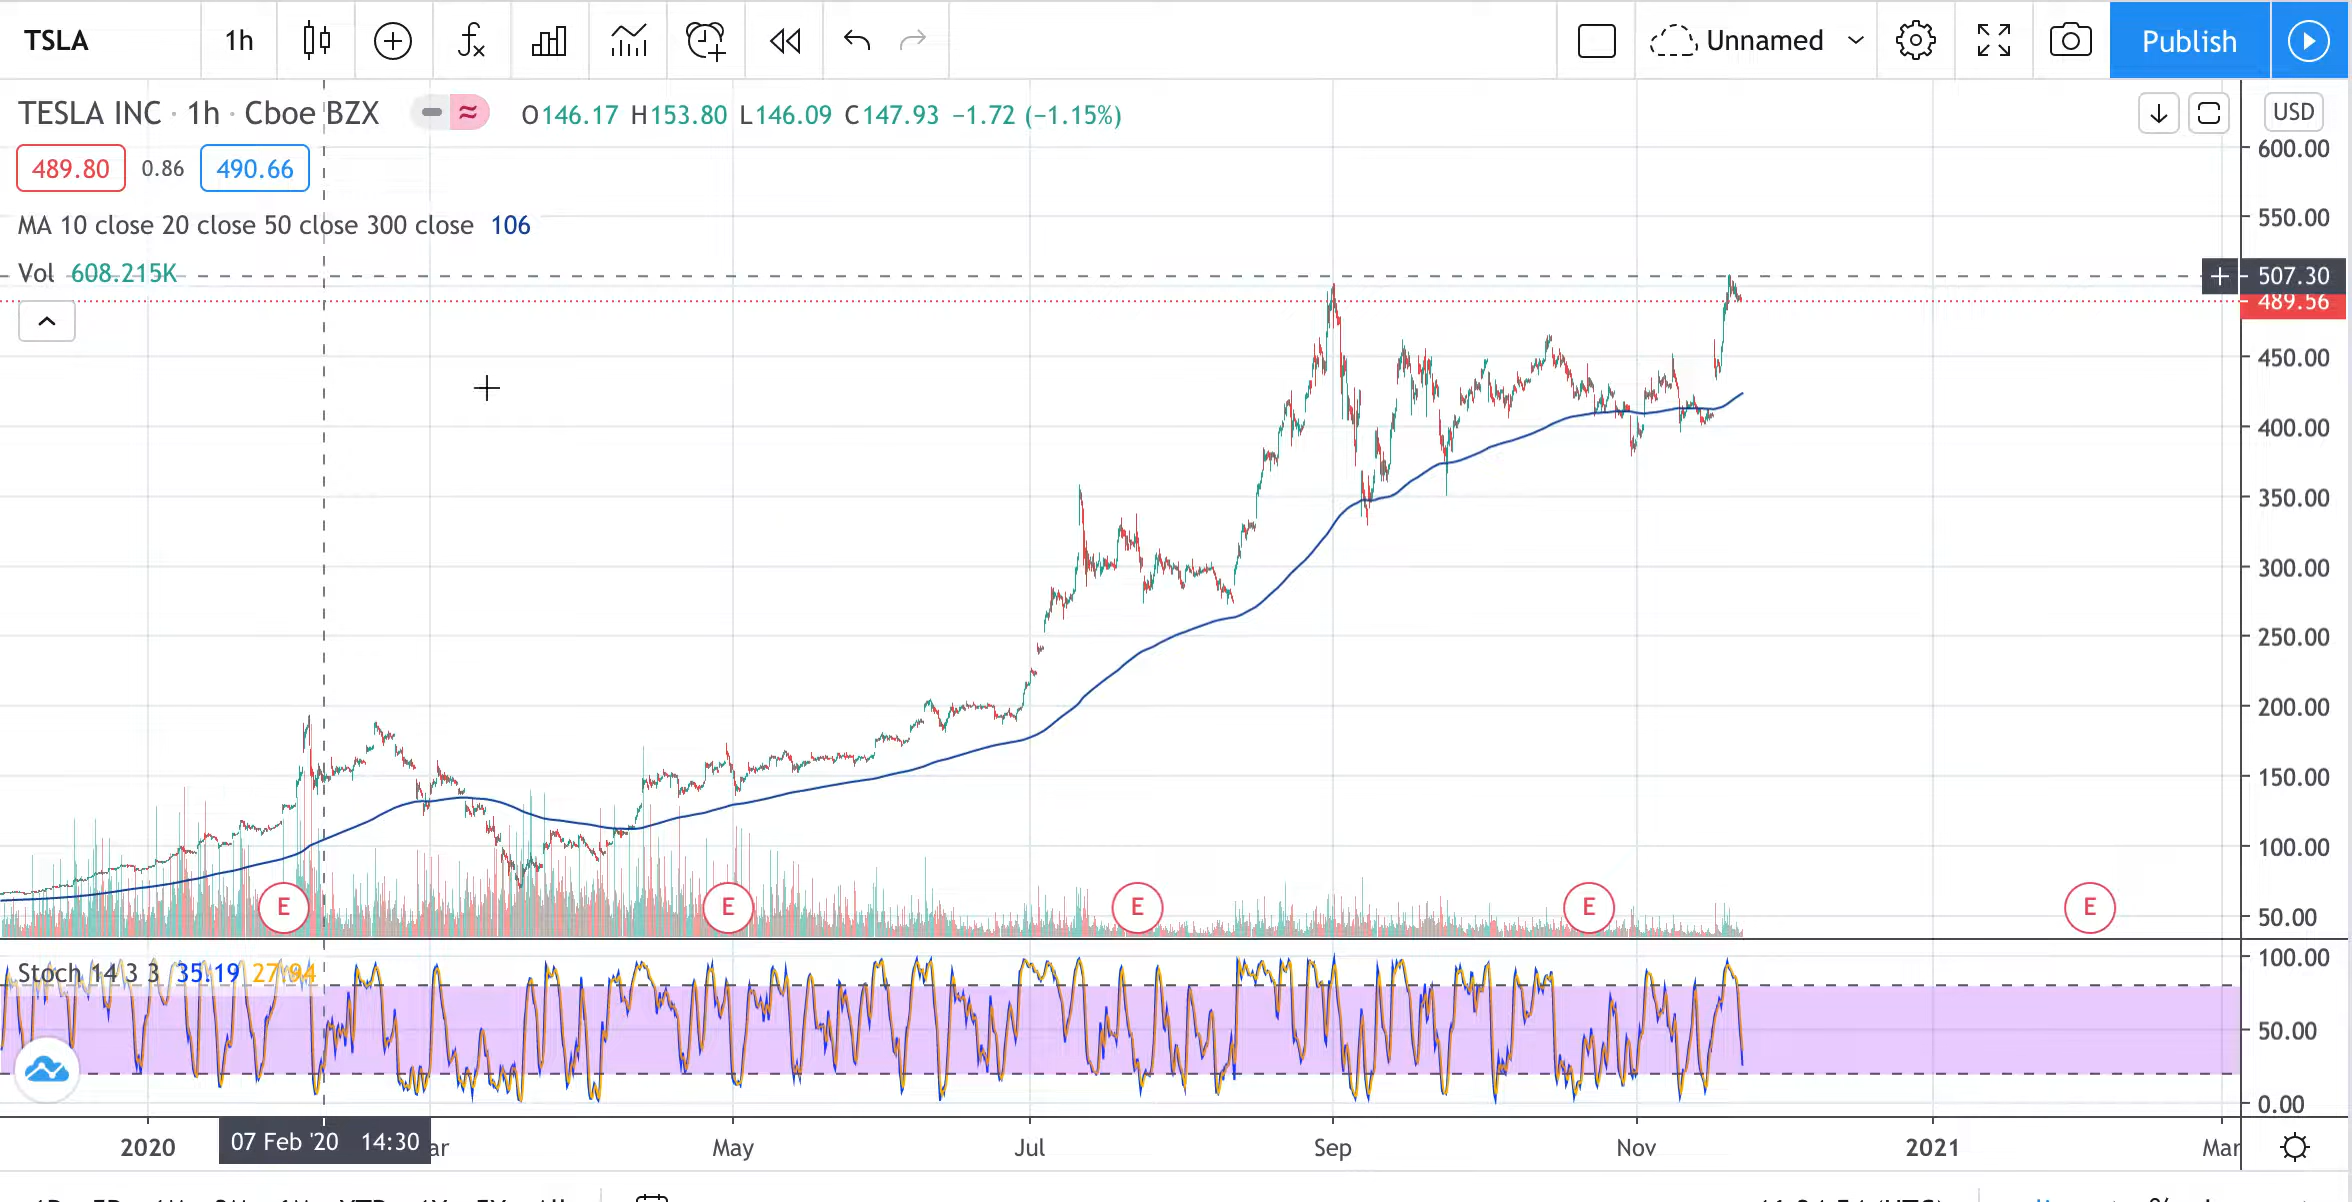 TSLA 1h Unnamed Publish
TESLA INC · 1h · Cboe BZX O146.17 H153.80 L146.09 C147.93 −1.72 (−1.15%) USD
489.80 0.86 490.66
MA 10 close 20 close 50 close 300 close 106
Vol 608.215K
600.00
550.00
507.30
489.56
450.00
400.00
350.00
300.00
250.00
200.00
150.00
100.00
50.00
E E E E E
Stoch 14 3 3 35.19 27.94
100.00
50.00
0.00
2020 07 Feb '20 14:30 ar May Jul Sep Nov 2021 Mar